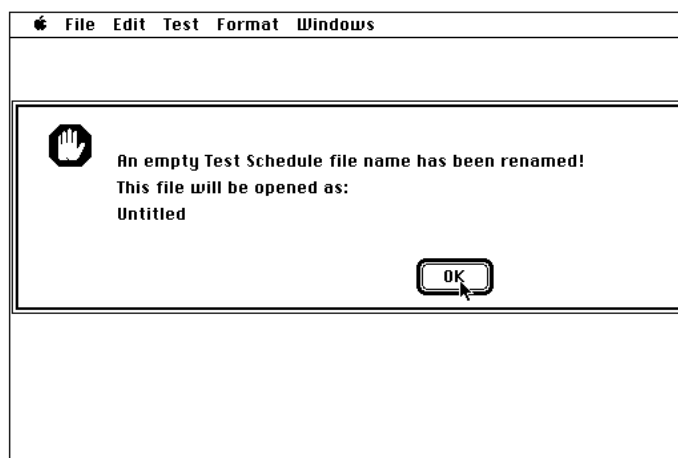 File Edit Test Format Windows
An empty Test Schedule file name has been renamed!
This file will be opened as:
Untitled
OK